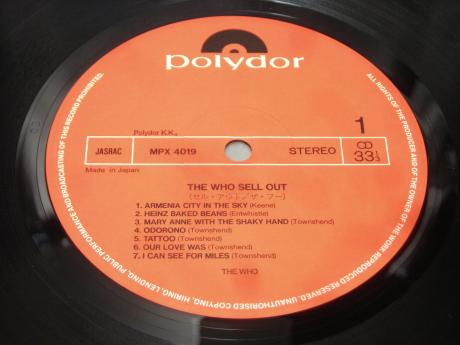 polydor
ALL RIGHTS OF THE PRODUCER AND OF THE OWNER OF THE RECORDED WORK RESERVED. UNAUTHORISED COPYING, HIRING, LENDING, PUBLIC PERFORMANCE AND BROADCASTING OF THIS RECORD PROHIBITED.
Polydor K.K.,
1
JASRAC MPX 4019 STEREO 33⅓
Made in Japan
THE WHO SELL OUT
(セル・アウト/ザ・フー)
1. ARMENIA CITY IN THE SKY (Keene)
2. HEINZ BAKED BEANS (Entwhistle)
3. MARY ANNE WITH THE SHAKY HAND (Townshend)
4. ODORONO (Townshend)
5. TATTOO (Townshend)
6. OUR LOVE WAS (Townshend)
7. I CAN SEE FOR MILES (Townshend)
THE WHO